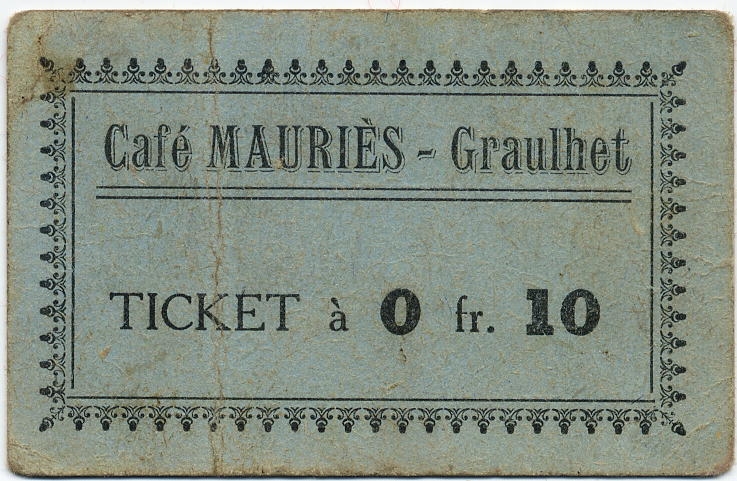 Café MAURIÈS - Graulhet
TICKET à 0 fr. 10